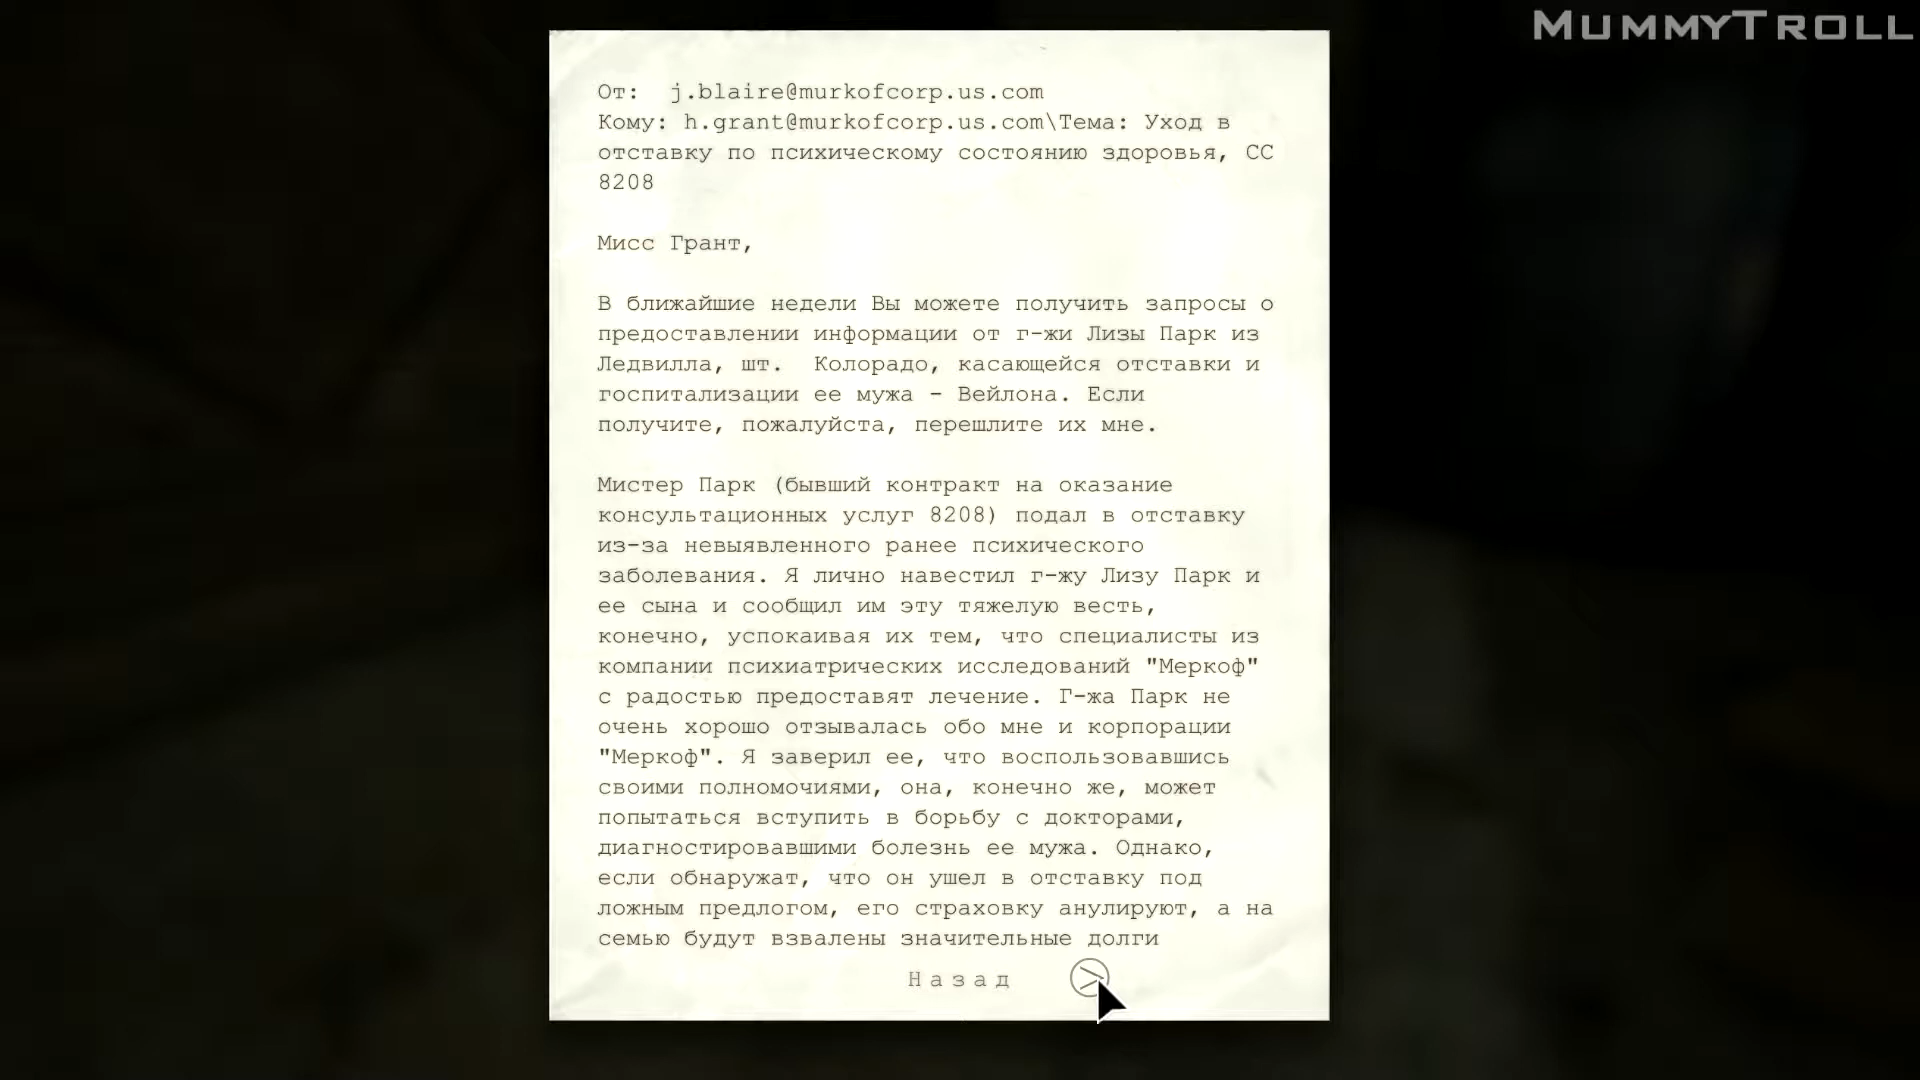 MUMMYTROLL
От: j.blaire@murkofcorp.us.com
Кому: h.grant@murkofcorp.us.com\Тема: Уход в
отставку по психическому состоянию здоровья, СС
8208
Мисс Грант,
В ближайшие недели Вы можете получить запросы о
предоставлении информации от г-жи Лизы Парк из
Ледвилла, шт. Колорадо, касающейся отставки и
госпитализации ее мужа - Вейлона. Если
получите, пожалуйста, перешлите их мне.
Мистер Парк (бывший контракт на оказание
консультационных услуг 8208) подал в отставку
из-за невыявленного ранее психического
заболевания. Я лично навестил г-жу Лизу Парк и
ее сына и сообщил им эту тяжелую весть,
конечно, успокаивая их тем, что специалисты из
компании психиатрических исследований "Меркоф"
с радостью предоставят лечение. Г-жа Парк не
очень хорошо отзывалась обо мне и корпорации
"Меркоф". Я заверил ее, что воспользовавшись
своими полномочиями, она, конечно же, может
попытаться вступить в борьбу с докторами,
диагностировавшими болезнь ее мужа. Однако,
если обнаружат, что он ушел в отставку под
ложным предлогом, его страховку анулируют, а на
семью будут взвалены значительные долги
Назад >